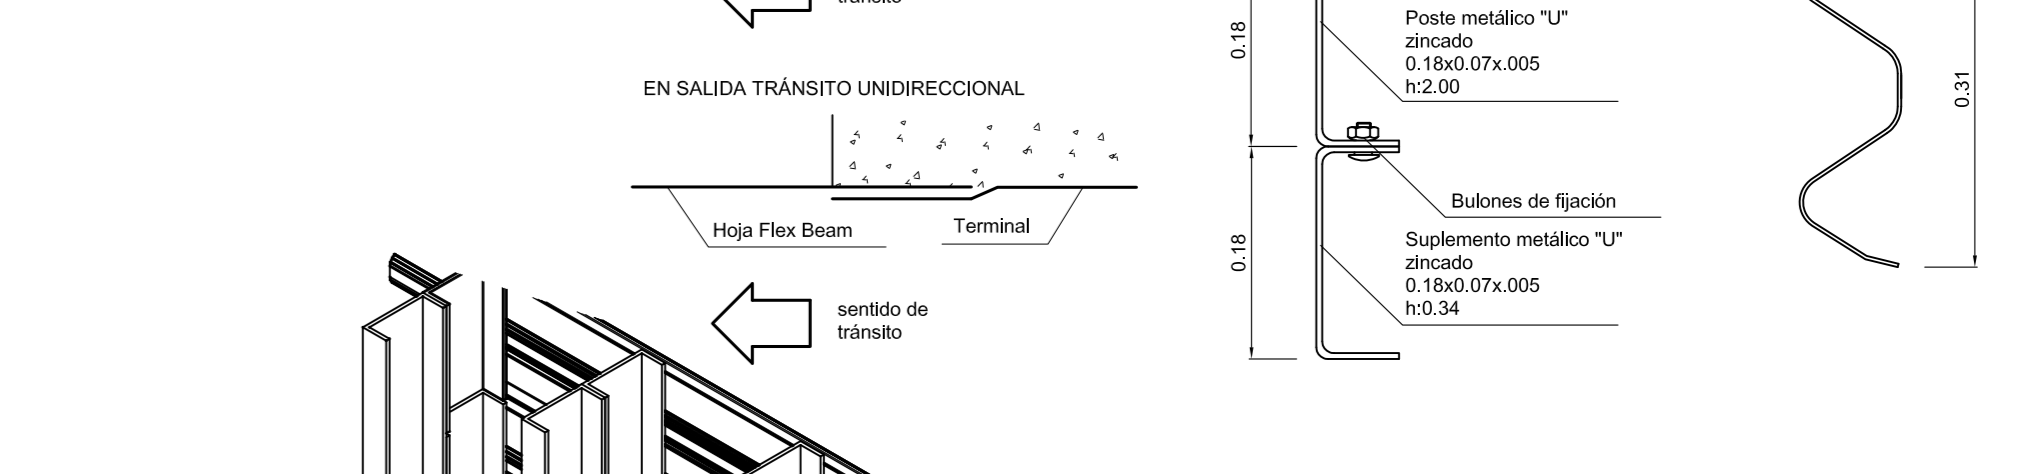 tránsito
EN SALIDA TRÁNSITO UNIDIRECCIONAL
Hoja Flex Beam
Terminal
sentido de
tránsito
0.18
0.18
Poste metálico "U"
zincado
0.18x0.07x.005
h:2.00
Bulones de fijación
Suplemento metálico "U"
zincado
0.18x0.07x.005
h:0.34
0.31